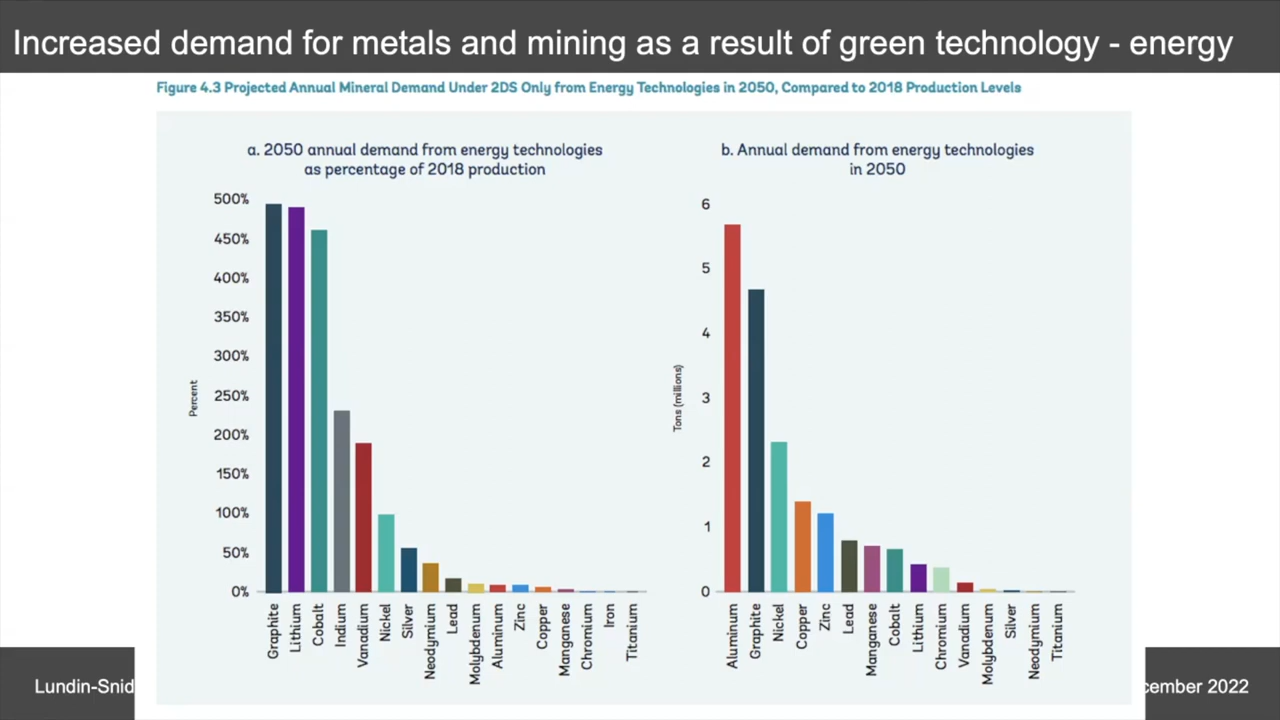 Increased demand for metals and mining as a result of green technology - energy
Figure 4.3 Projected Annual Mineral Demand Under 2DS Only from Energy Technologies in 2050, Compared to 2018 Production Levels
a. 2050 annual demand from energy technologies
as percentage of 2018 production
500%
450%
400%
350%
300%
250%
200%
150%
100%
50%
0%
Percent
Graphite
Lithium
Cobalt
Indium
Vanadium
Nickel
Silver
Neodymium
Lead
Molybdenum
Aluminum
Zinc
Copper
Manganese
Chromium
Iron
Titanium
b. Annual demand from energy technologies
in 2050
6
5
4
3
2
1
0
Tons (millions)
Aluminum
Graphite
Nickel
Copper
Zinc
Lead
Manganese
Cobalt
Lithium
Chromium
Vanadium
Molybdenum
Silver
Neodymium
Titanium
Lundin-Snid
cember 2022